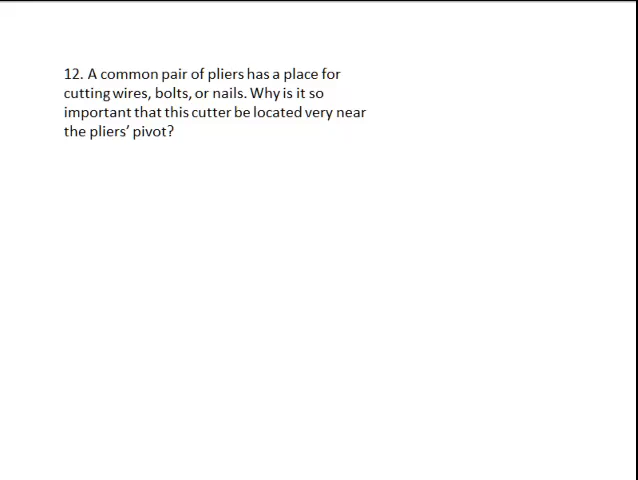 12. A common pair of pliers has a place for
cutting wires, bolts, or nails. Why is it so
important that this cutter be located very near
the pliers’ pivot?